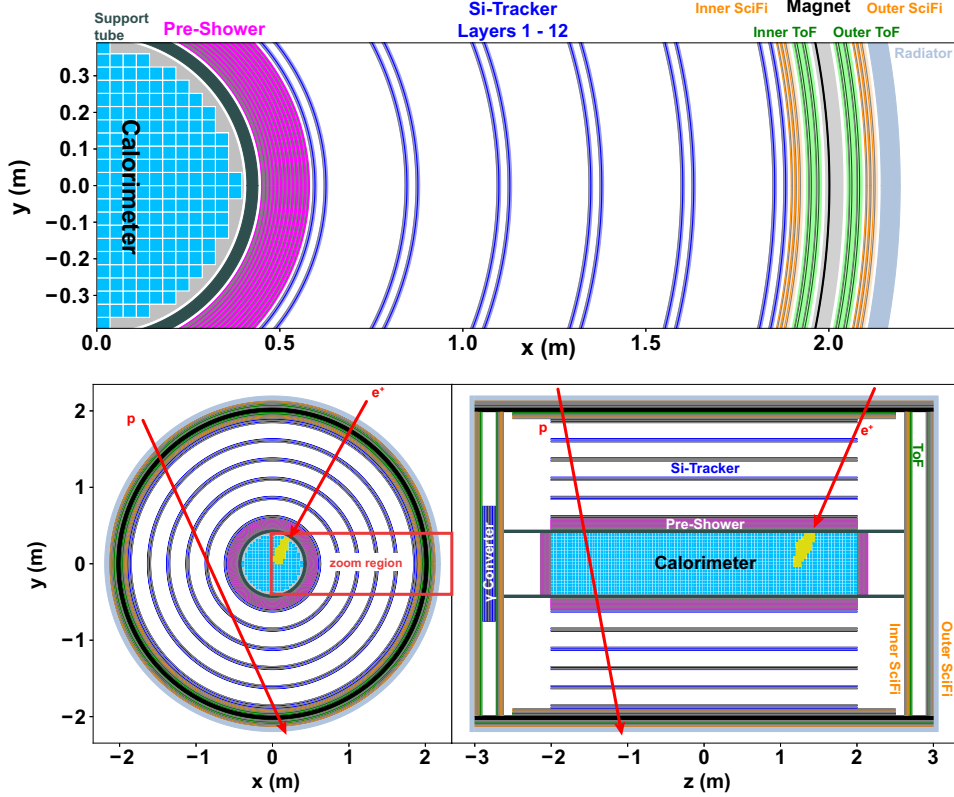 Support
tube
Pre-Shower
Si-Tracker
Layers 1 - 12
Inner SciFi
Magnet
Outer SciFi
Inner ToF
Outer ToF
Radiator
Calorimeter
y (m)
0.3
0.2
0.1
0.0
−0.1
−0.2
−0.3
0.0
0.5
1.0
1.5
2.0
x (m)
p
e⁺
zoom region
y (m)
2
1
0
−1
−2
−2
−1
0
1
2
x (m)
p
e⁺
Si-Tracker
Pre-Shower
Calorimeter
γ Converter
ToF
Inner SciFi
Outer SciFi
−3
−2
−1
0
1
2
3
z (m)